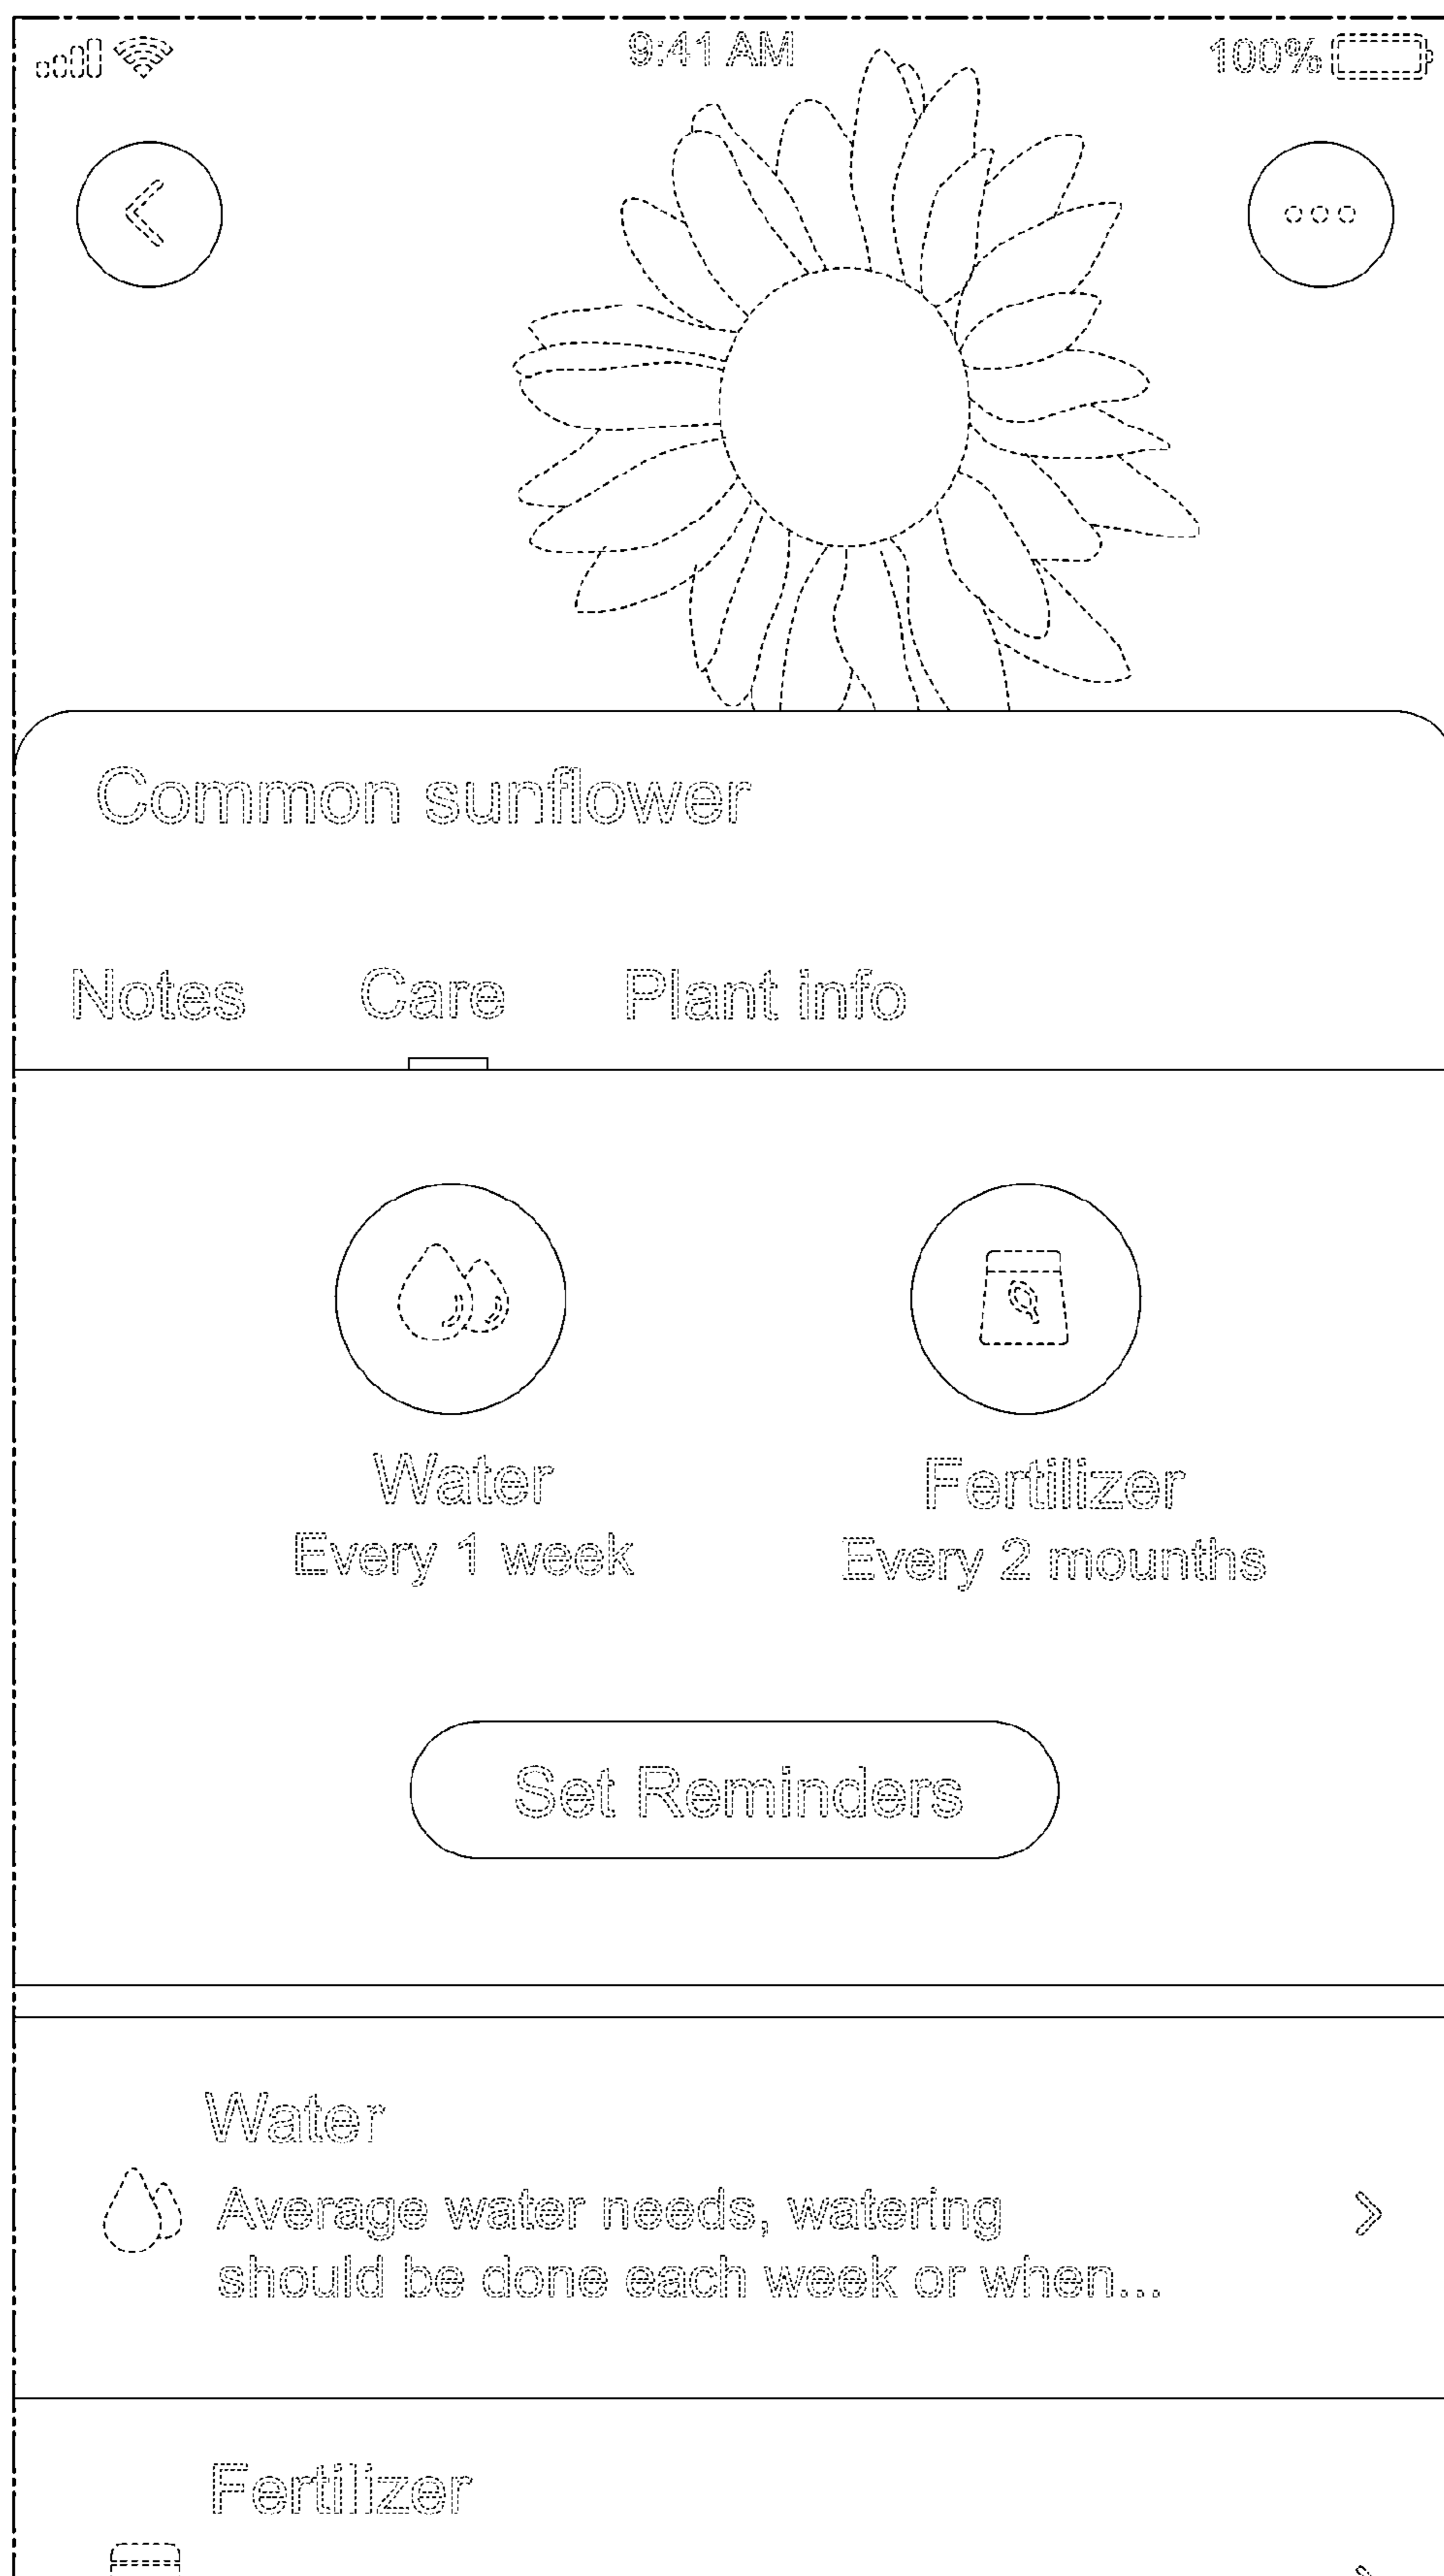 9:41 AM 100%
Common sunflower
Notes Care Plant info
Water Fertilizer
Every 1 week Every 2 mounths
Set Reminders
Water
Average water needs, watering
should be done each week or when...
Fertilizer